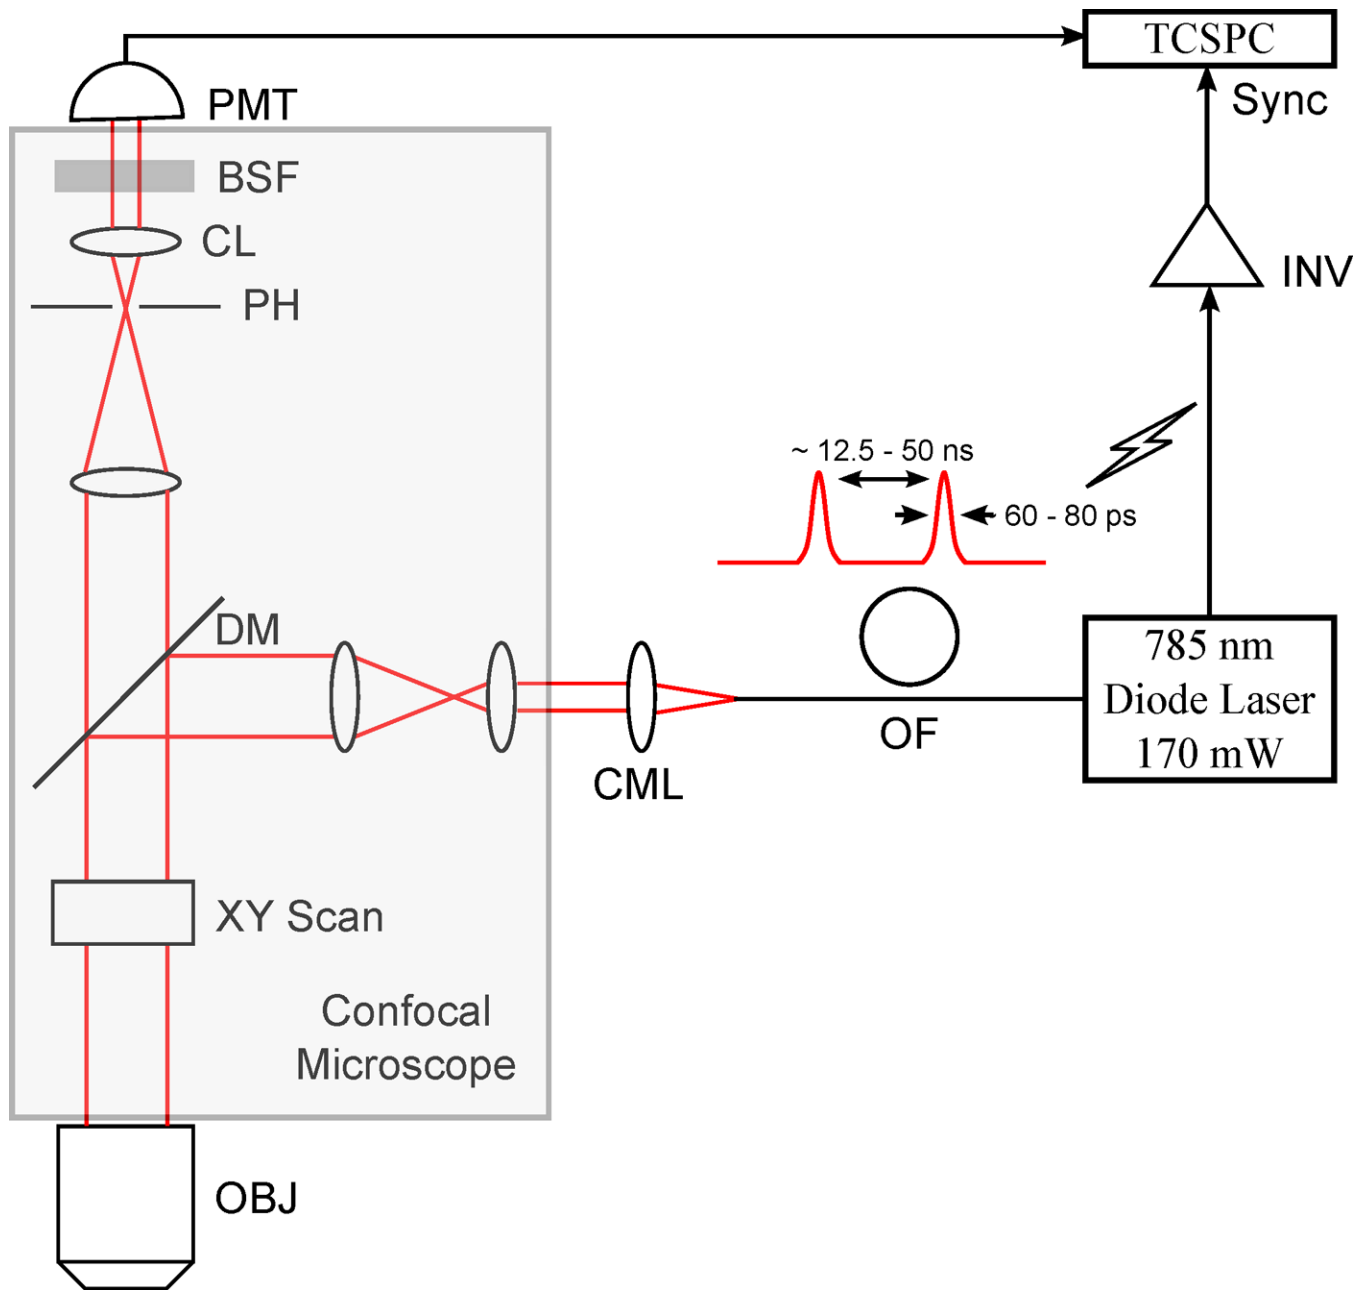 TCSPC
PMT
Sync
BSF
CL
INV
PH
~ 12.5 - 50 ns
60 - 80 ps
DM
785 nm
Diode Laser
170 mW
OF
CML
XY Scan
Confocal
Microscope
OBJ